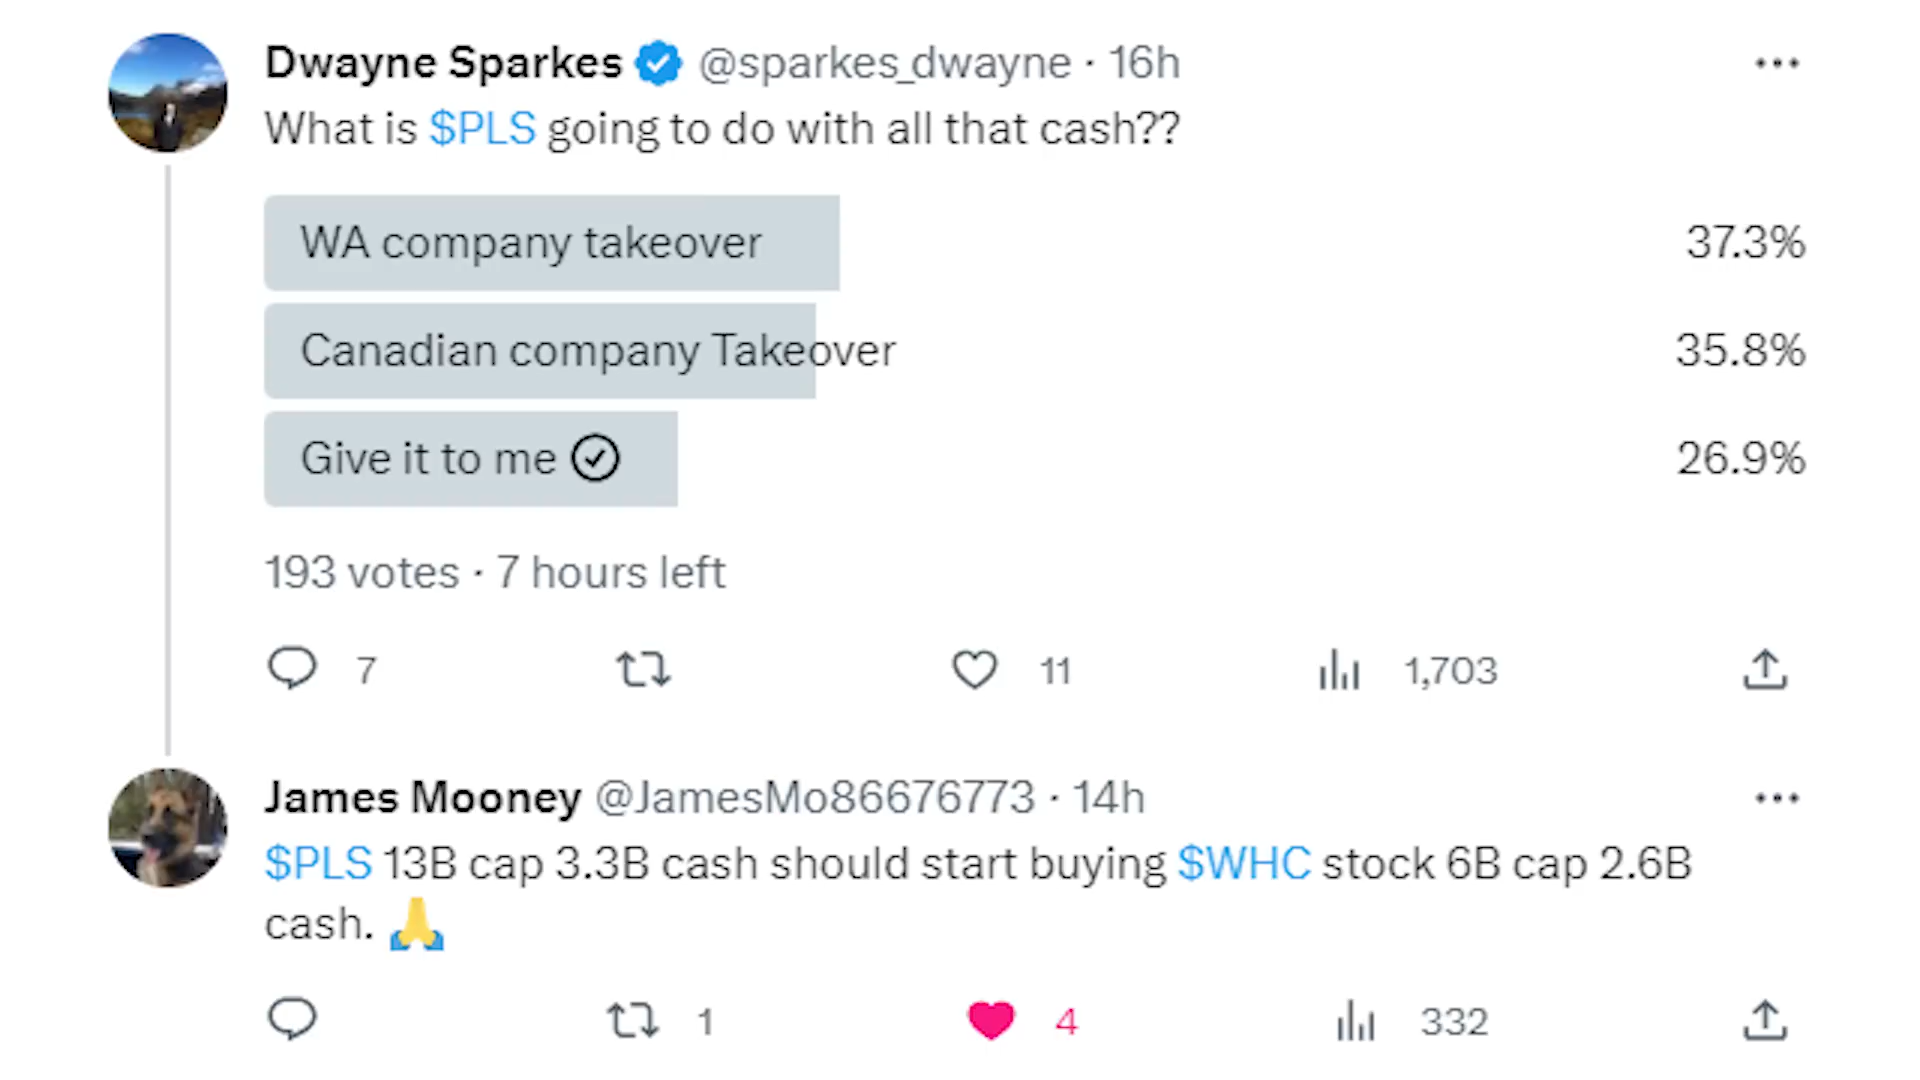 Dwayne Sparkes @sparkes_dwayne · 16h
What is $PLS going to do with all that cash??
WA company takeover 37.3%
Canadian company Takeover 35.8%
Give it to me 26.9%
193 votes · 7 hours left
7 11 1,703
James Mooney @JamesMo86676773 · 14h
$PLS 13B cap 3.3B cash should start buying $WHC stock 6B cap 2.6B
cash. 🙏
1 4 332